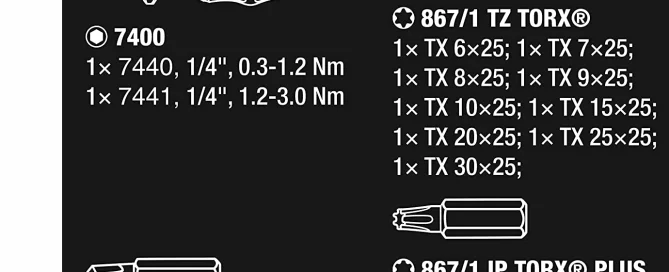 7400
1× 7440, 1/4", 0.3-1.2 Nm
1× 7441, 1/4", 1.2-3.0 Nm
867/1 TZ TORX®
1× TX 6×25; 1× TX 7×25;
1× TX 8×25; 1× TX 9×25;
1× TX 10×25; 1× TX 15×25;
1× TX 20×25; 1× TX 25×25;
1× TX 30×25;
867/1 IP TORX® PLUS